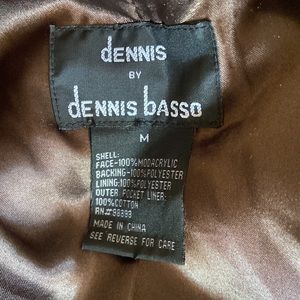 dENNIS
BY
dENNIS bASSO
M
SHELL:
FACE-100%MODACRYLIC
BACKING-100%POLYESTER
LINING:100%POLYESTER
OUTER POCKET LINER:
100%COTTON
MADE IN CHINA
SEE REVERSE FOR CARE